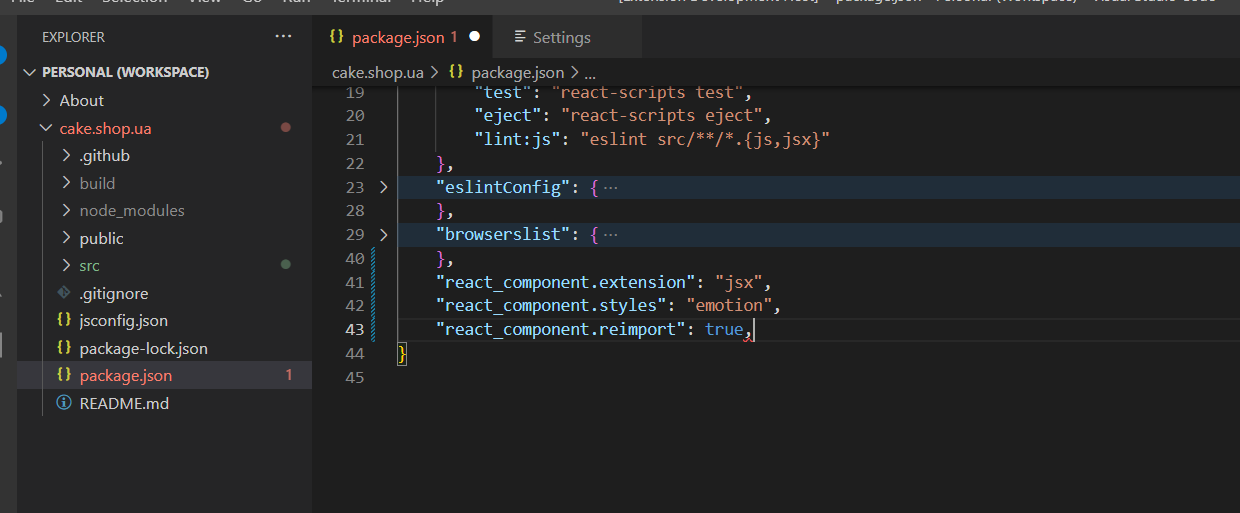 EXPLORER ...
PERSONAL (WORKSPACE)
About
cake.shop.ua
.github
build
node_modules
public
src
.gitignore
jsconfig.json
package-lock.json
package.json 1
README.md
package.json 1
Settings
cake.shop.ua > {} package.json > ...
19 "test": "react-scripts test",
20 "eject": "react-scripts eject",
21 "lint:js": "eslint src/**/*.{js,jsx}"
22 },
23 "eslintConfig": { ...
28 },
29 "browserslist": { ...
40 },
41 "react_component.extension": "jsx",
42 "react_component.styles": "emotion",
43 "react_component.reimport": true,
44 }
45